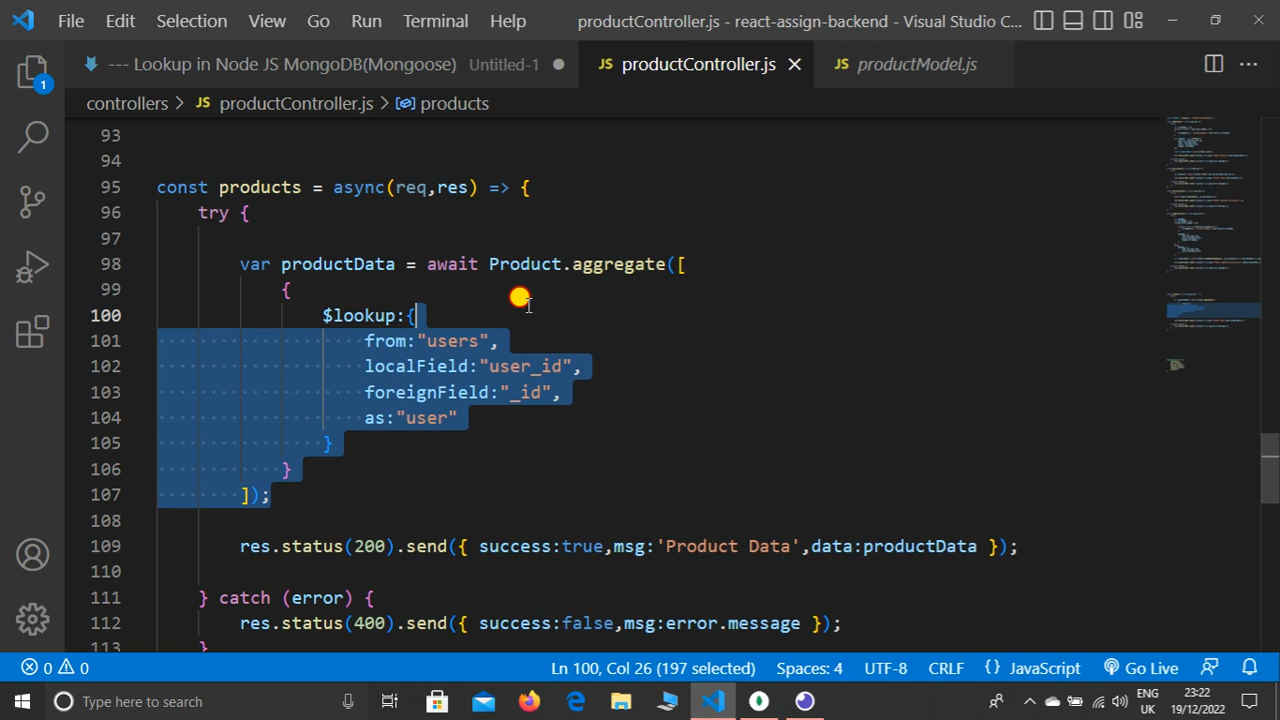 File Edit Selection View Go Run Terminal Help productController.js - react-assign-backend - Visual Studio C...
--- Lookup in Node JS MongoDB(Mongoose) Untitled-1 JS productController.js JS productModel.js
1
controllers > JS productController.js > products
93
94
95 const products = async(req,res) => {
96 try {
97
98 var productData = await Product.aggregate([
99 {
100 $lookup:{
101 from:"users",
102 localField:"user_id",
103 foreignField:"_id",
104 as:"user"
105 }
106 }
107 ]);
108
109 res.status(200).send({ success:true,msg:'Product Data',data:productData });
110
111 } catch (error) {
112 res.status(400).send({ success:false,msg:error.message });
113 }
0 0 Ln 100, Col 26 (197 selected) Spaces: 4 UTF-8 CRLF {} JavaScript Go Live
Type here to search ENG UK 23:22 19/12/2022